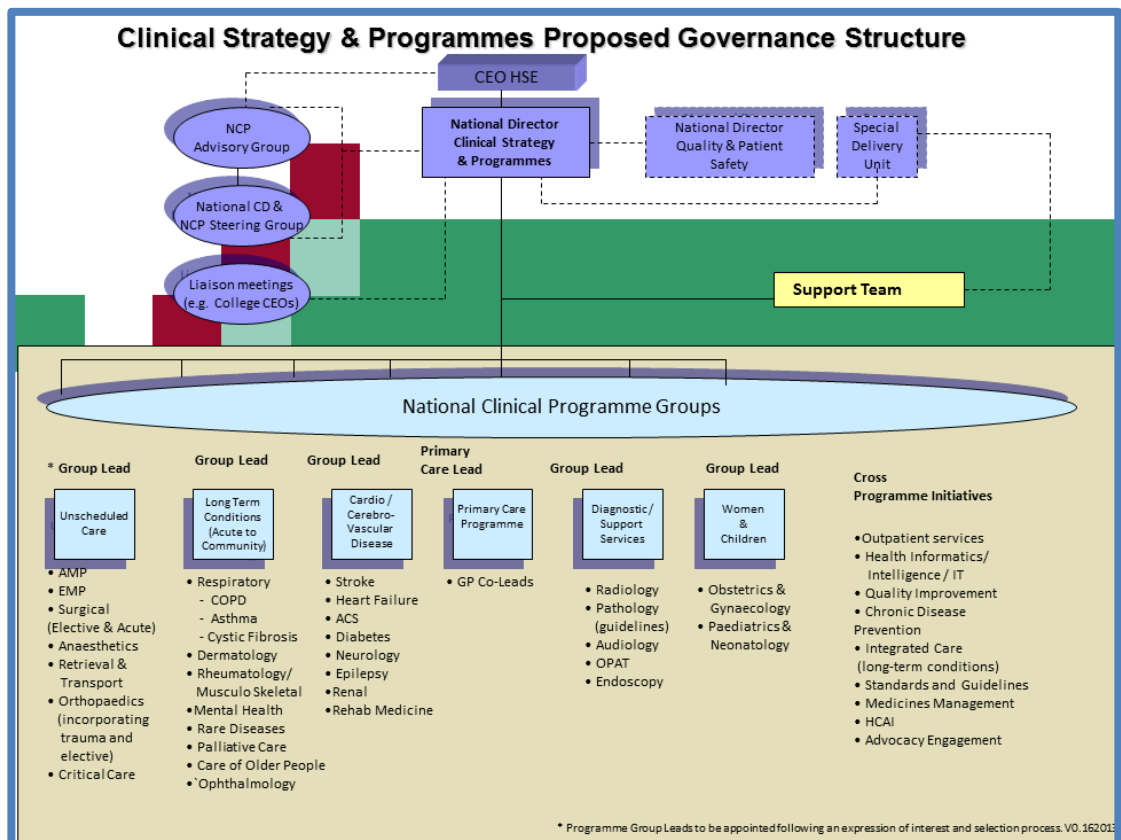 Clinical Strategy & Programmes Proposed Governance Structure
CEO HSE
NCP
Advisory Group
National Director
Clinical Strategy
& Programmes
National Director
Quality & Patient
Safety
Special
Delivery
Unit
National CD &
NCP Steering Group
Liaison meetings
(e.g. College CEOs)
Support Team
National Clinical Programme Groups
* Group Lead
Unscheduled
Care
• AMP
• EMP
• Surgical
(Elective & Acute)
• Anaesthetics
• Retrieval &
Transport
• Orthopaedics
(incorporating
trauma and
elective)
• Critical Care
Group Lead
Long Term
Conditions
(Acute to
Community)
• Respiratory
- COPD
- Asthma
- Cystic Fibrosis
• Dermatology
• Rheumatology/
Musculo Skeletal
•Mental Health
• Rare Diseases
• Palliative Care
• Care of Older People
•`Ophthalmology
Group Lead
Cardio /
Cerebro-
Vascular
Disease
• Stroke
• Heart Failure
• ACS
• Diabetes
• Neurology
• Epilepsy
•Renal
•Rehab Medicine
Primary
Care Lead
Primary Care
Programme
• GP Co-Leads
Group Lead
Diagnostic/
Support
Services
• Radiology
• Pathology
(guidelines)
• Audiology
• OPAT
• Endoscopy
Group Lead
Women
&
Children
• Obstetrics &
Gynaecology
• Paediatrics &
Neonatology
Cross
Programme Initiatives
•Outpatient services
• Health Informatics/
Intelligence / IT
• Quality Improvement
• Chronic Disease
Prevention
• Integrated Care
(long-term conditions)
• Standards and Guidelines
• Medicines Management
• HCAI
• Advocacy Engagement
* Programme Group Leads to be appointed following an expression of interest and selection process. V0.162013